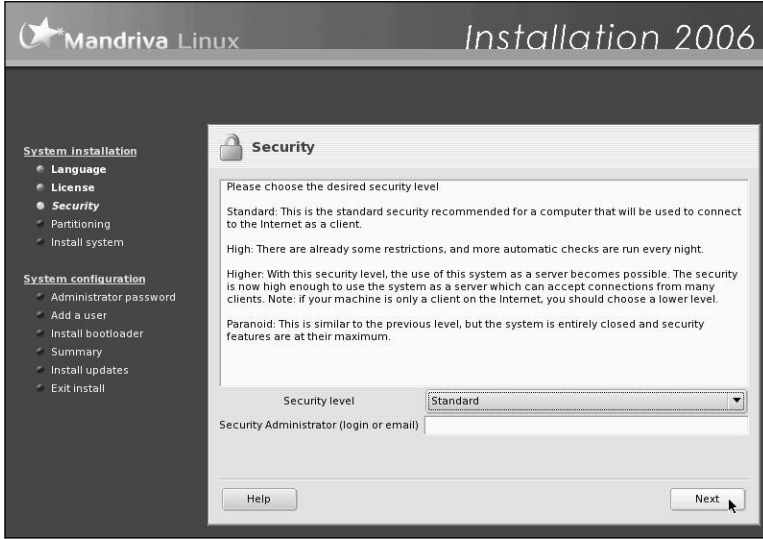 Mandriva Linux
Installation 2006
System installation
Language
License
Security
Partitioning
Install system
System configuration
Administrator password
Add a user
Install bootloader
Summary
Install updates
Exit install
Security
Please choose the desired security level
Standard: This is the standard security recommended for a computer that will be used to connect
to the Internet as a client.
High: There are already some restrictions, and more automatic checks are run every night.
Higher: With this security level, the use of this system as a server becomes possible. The security
is now high enough to use the system as a server which can accept connections from many
clients. Note: if your machine is only a client on the Internet, you should choose a lower level.
Paranoid: This is similar to the previous level, but the system is entirely closed and security
features are at their maximum.
Security level
Standard
Security Administrator (login or email)
Help
Next